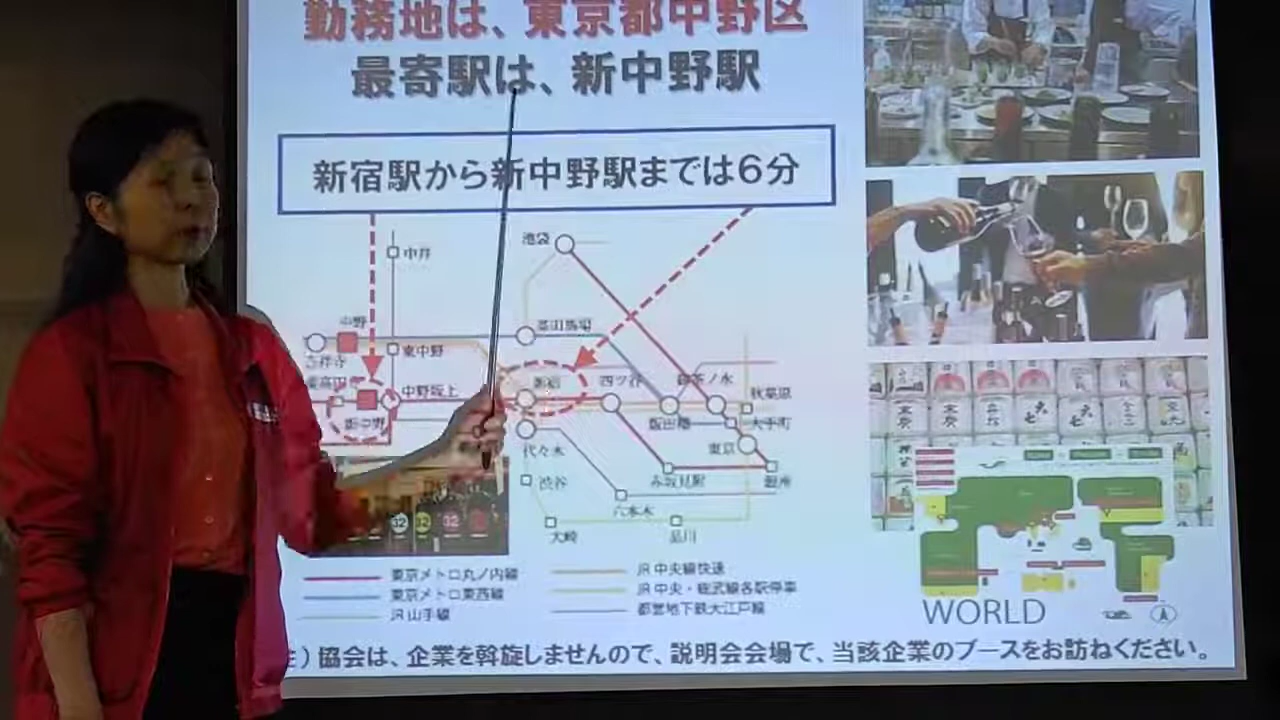 勤務地は、東京都中野区
最寄駅は、新中野駅
新宿駅から新中野駅までは6分
池袋
中井
高田馬場
中野
吉祥寺
東中野
新宿
四ツ谷
御茶ノ水
秋葉原
中野坂上
新中野
飯田橋
大手町
代々木
東京
渋谷
赤坂見附
銀座
六本木
大崎
品川
東京メトロ丸ノ内線
JR中央線快速
東京メトロ東西線
JR中央・総武線各駅停車
JR山手線
都営地下鉄大江戸線
WORLD
)協会は、企業を斡旋しませんので、説明会会場で、当該企業のブースをお訪ねください。